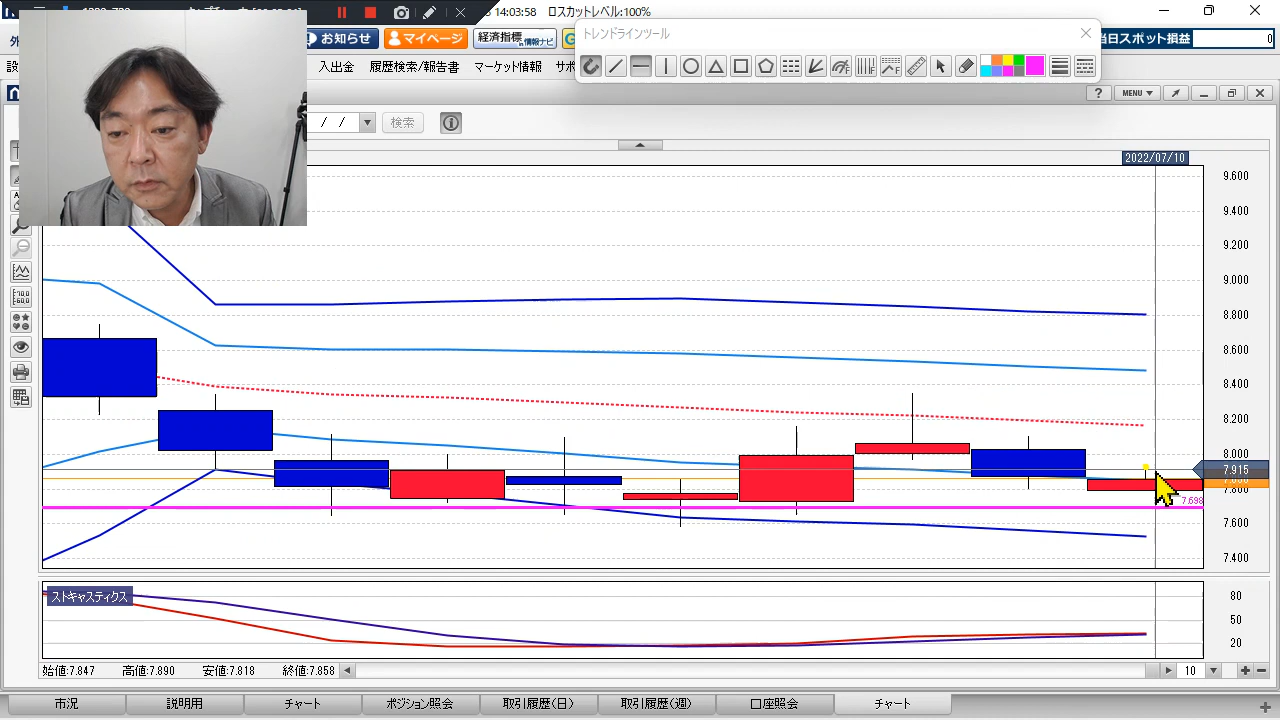 14:03:58 ロスカットレベル:100%
お知らせ
マイページ
経済指標
情報ナビ
当日スポット損益
0
トレンドラインツール
入出金
履歴検索/報告書
マーケット情報
サポ
?
MENU ▼
/ /
検索
2022/07/10
9.600
9.400
9.200
9.000
8.800
8.600
8.400
8.200
8.000
7.915
7.698
7.600
7.400
ストキャスティクス
80
50
20
始値:7.847
高値:7.890
安値:7.818
終値:7.858
10
市況
説明用
チャート
ポジション照会
取引履歴(日)
取引履歴(週)
口座照会
チャート